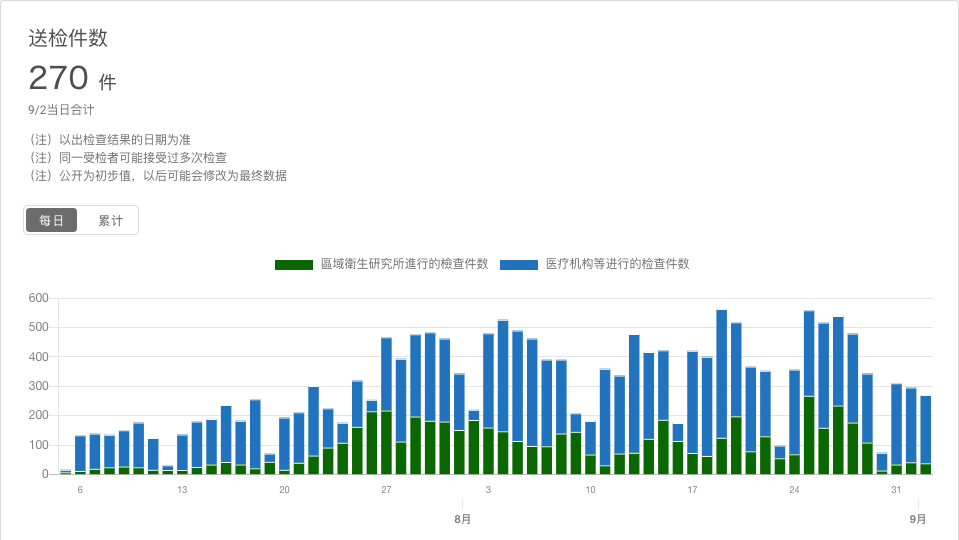 送检件数
270 件
9/2当日合计
（注）以出检查结果的日期为准
（注）同一受检者可能接受过多次检查
（注）公开为初步值，以后可能会修改为最终数据
每日 累计
區域衛生研究所進行的檢查件數 医疗机构等进行的检查件数
600
500
400
300
200
100
0
6 13 20 27 3 10 17 24 31
8月 9月